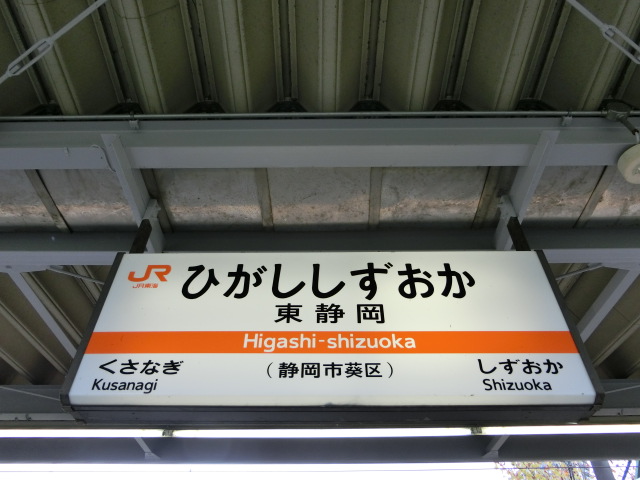 JR
JR東海
ひがししずおか
東静岡
Higashi-shizuoka
くさなぎ
Kusanagi
（静岡市葵区）
しずおか
Shizuoka